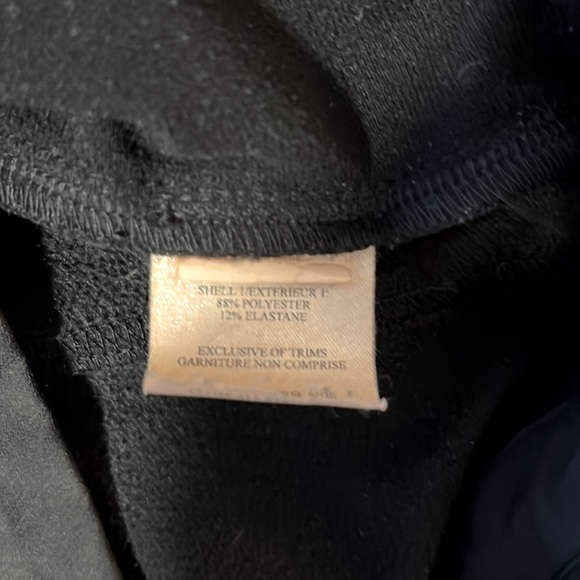 SHELL 1/EXTERIEUR 1:
88% POLYESTER
12% ELASTANE
EXCLUSIVE OF TRIMS
GARNITURE NON COMPRISE